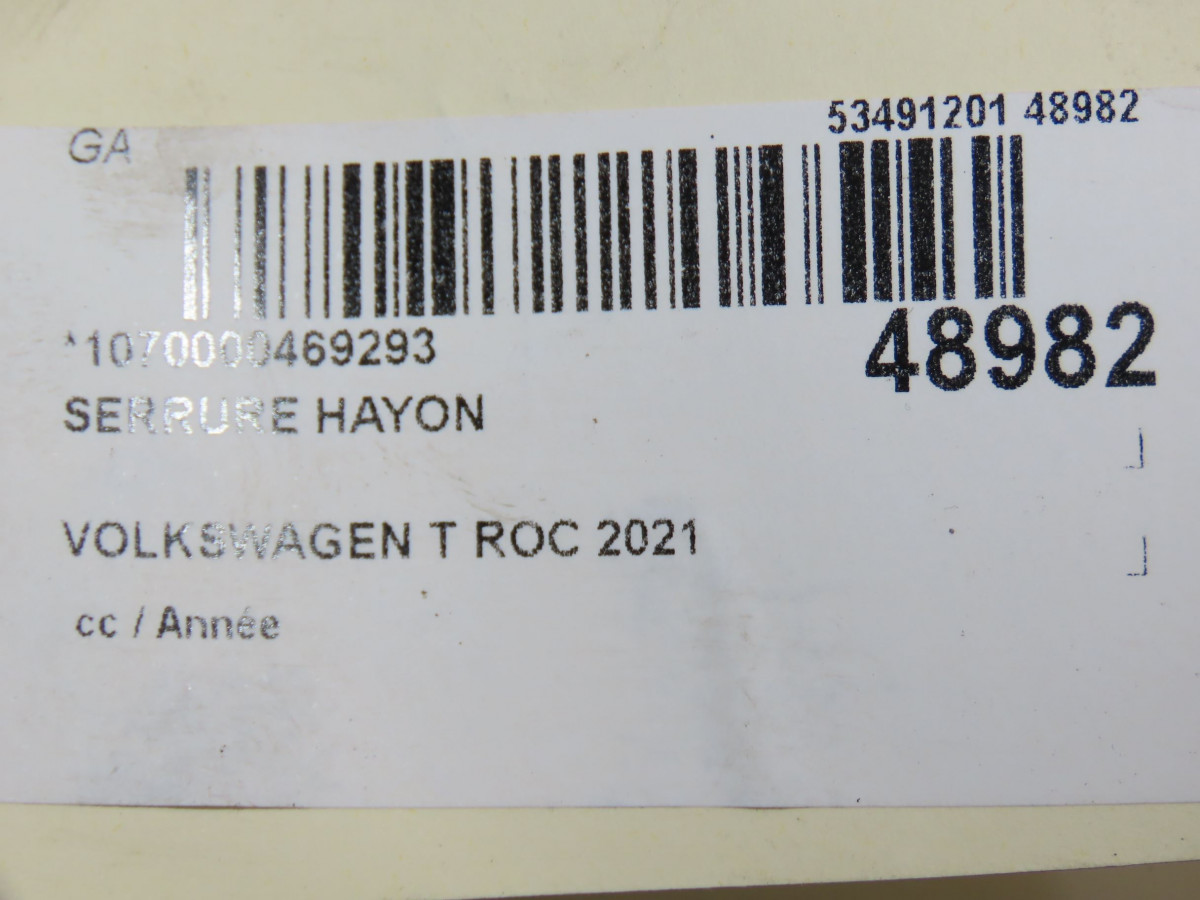 GA
53491201 48982
*1070000469293
48982
SERRURE HAYON
VOLKSWAGEN T ROC 2021
cc / Année